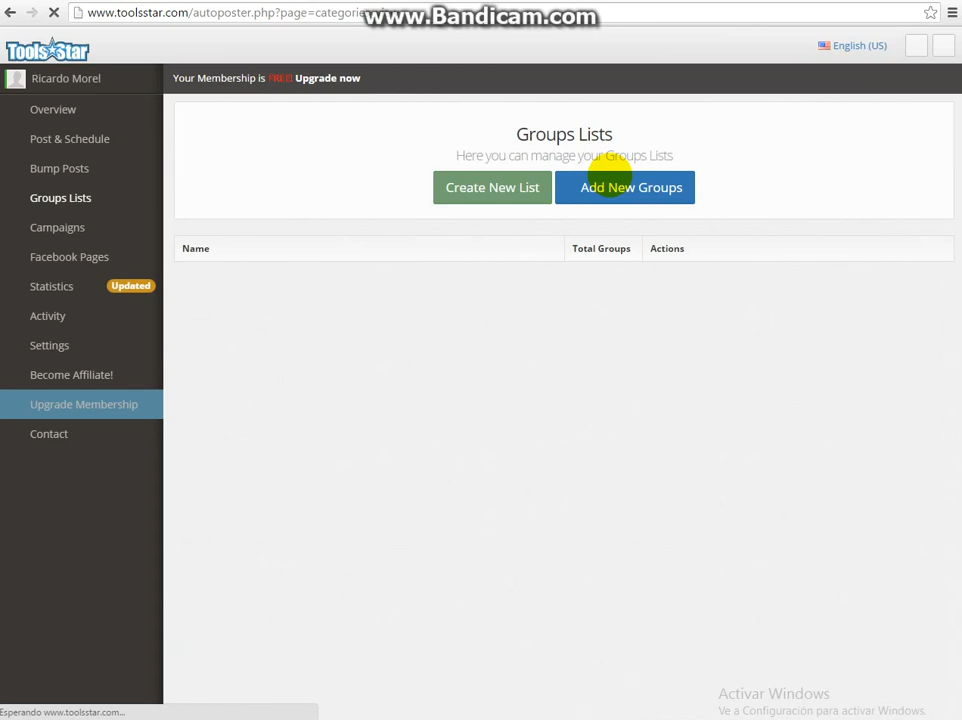 www.toolsstar.com/autoposter.php?page=categorie
www.Bandicam.com
Tools Star
English (US)
Ricardo Morel
Your Membership is FREE! Upgrade now
Overview
Post & Schedule
Bump Posts
Groups Lists
Campaigns
Facebook Pages
Statistics
Updated
Activity
Settings
Become Affiliate!
Upgrade Membership
Contact
Groups Lists
Here you can manage your Groups Lists
Create New List
Add New Groups
Name
Total Groups
Actions
Activar Windows
Ve a Configuración para activar Windows.
Esperando www.toolsstar.com...